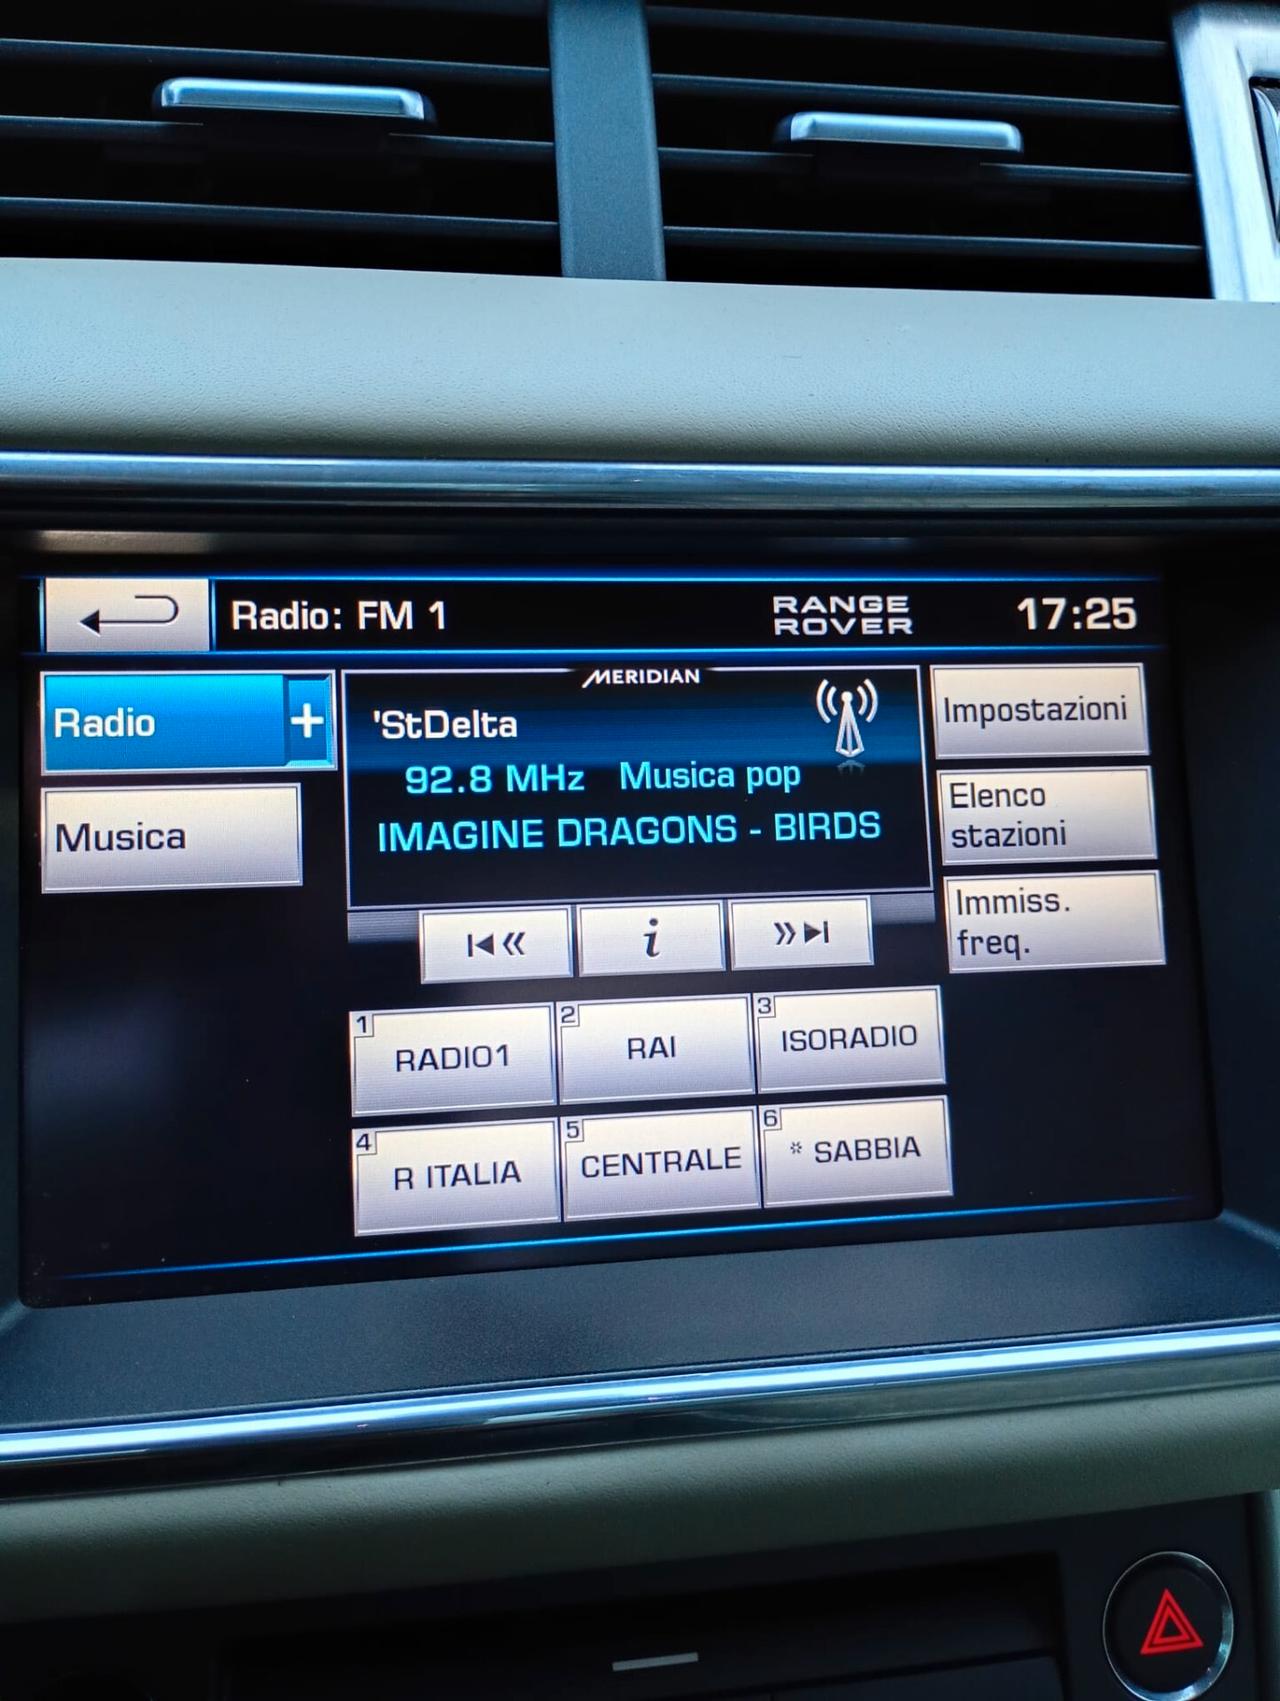 Radio: FM 1
RANGE
ROVER
17:25
Radio +
Musica
MERIDIAN
'StDelta
92.8 MHz Musica pop
IMAGINE DRAGONS - BIRDS
i
Impostazioni
Elenco
stazioni
Immiss.
freq.
1
RADIO1
2
RAI
3
ISORADIO
4
R ITALIA
5
CENTRALE
6
* SABBIA